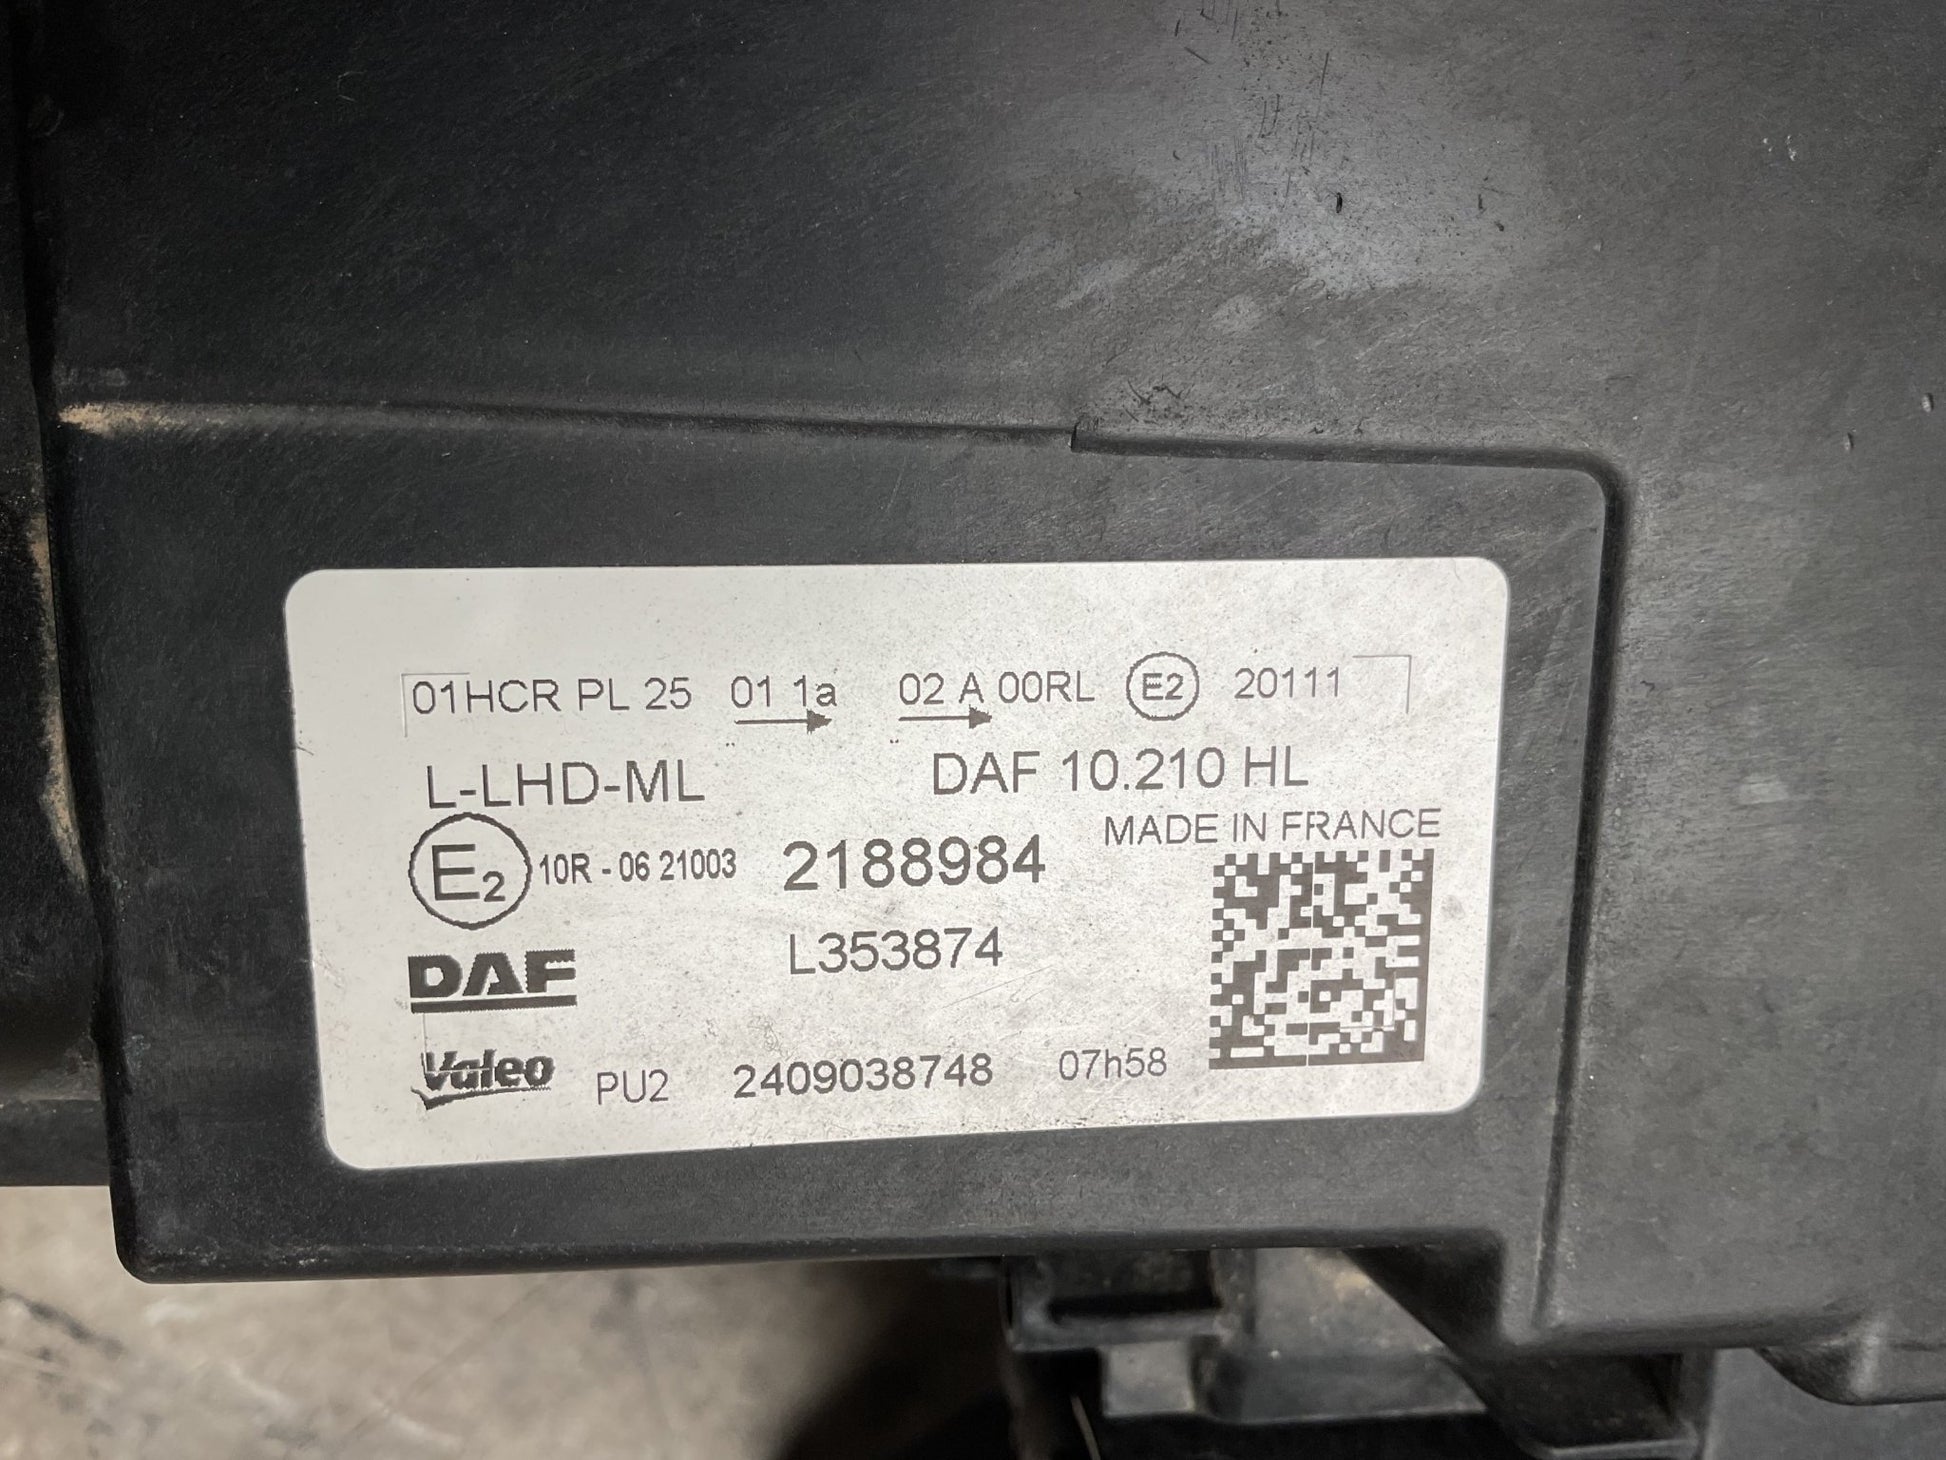 01HCR PL 25 01 1a 02 A 00RL E2 20111
L-LHD-ML DAF 10.210 HL
MADE IN FRANCE
E2 10R - 06 21003 2188984
L353874
DAF
Valeo PU2 2409038748 07h58